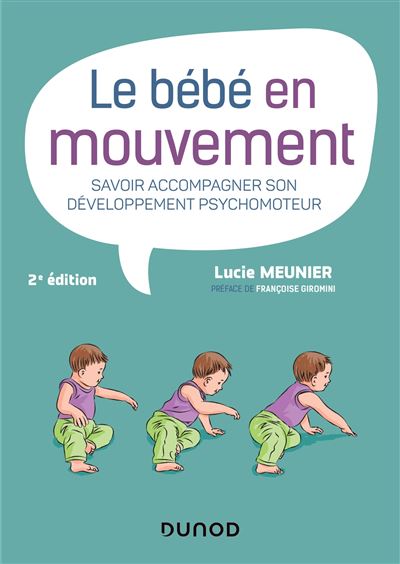 Le bébé en
mouvement
SAVOIR ACCOMPAGNER SON
DÉVELOPPEMENT PSYCHOMOTEUR
2e édition
Lucie MEUNIER
PRÉFACE DE FRANÇOISE GIROMINI
DUNOD